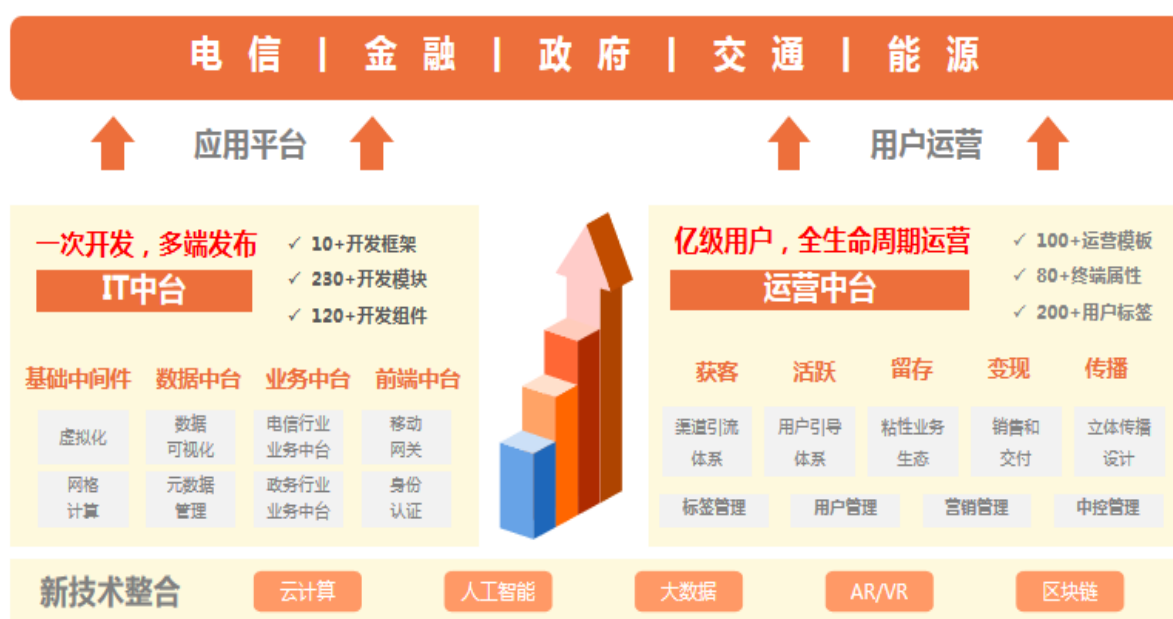 电 信 | 金 融 | 政 府 | 交 通 | 能 源
应用平台
用户运营
一次开发，多端发布
IT中台
✓ 10+开发框架
✓ 230+开发模块
✓ 120+开发组件
基础中间件 数据中台 业务中台 前端中台
虚拟化
数据
可视化
电信行业
业务中台
移动
网关
网格
计算
元数据
管理
政务行业
业务中台
身份
认证
亿级用户，全生命周期运营
运营中台
✓ 100+运营模板
✓ 80+终端属性
✓ 200+用户标签
获客 活跃 留存 变现 传播
渠道引流
体系
用户引导
体系
粘性业务
生态
销售和
交付
立体传播
设计
标签管理 用户管理 营销管理 中控管理
新技术整合 云计算 人工智能 大数据 AR/VR 区块链